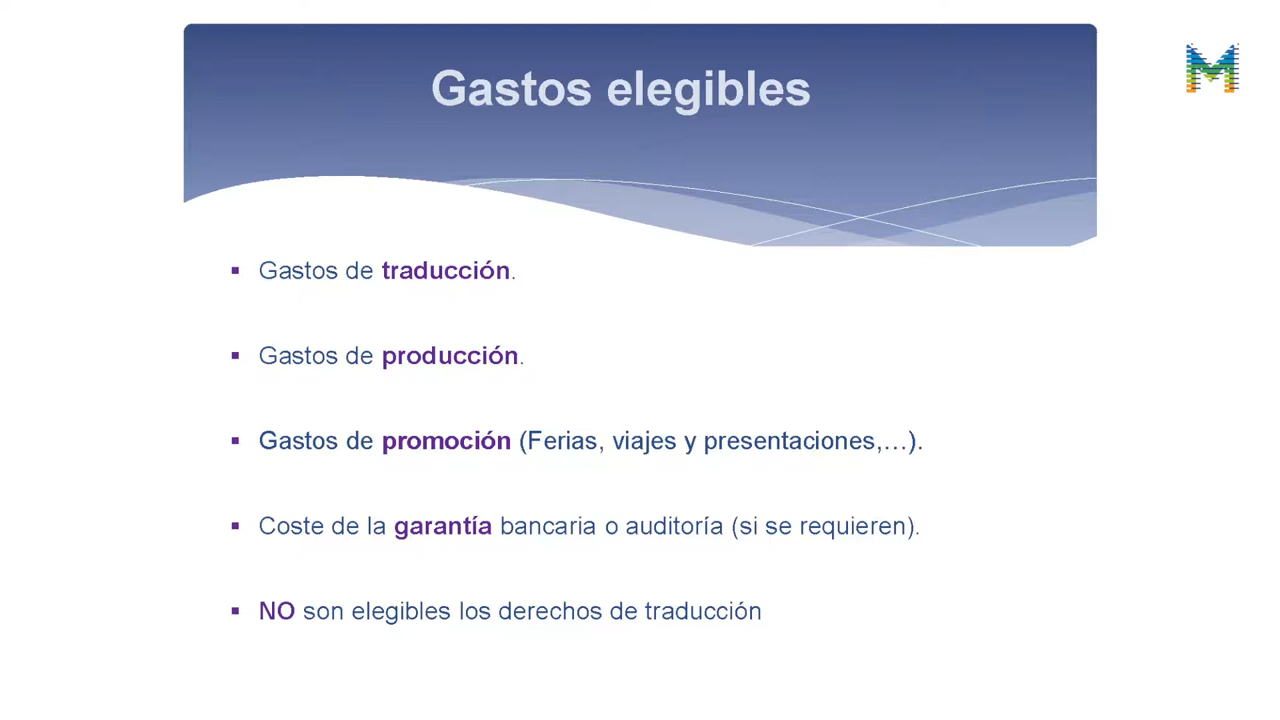 Gastos elegibles
Gastos de traducción.
Gastos de producción.
Gastos de promoción (Ferias, viajes y presentaciones,…).
Coste de la garantía bancaria o auditoría (si se requieren).
NO son elegibles los derechos de traducción